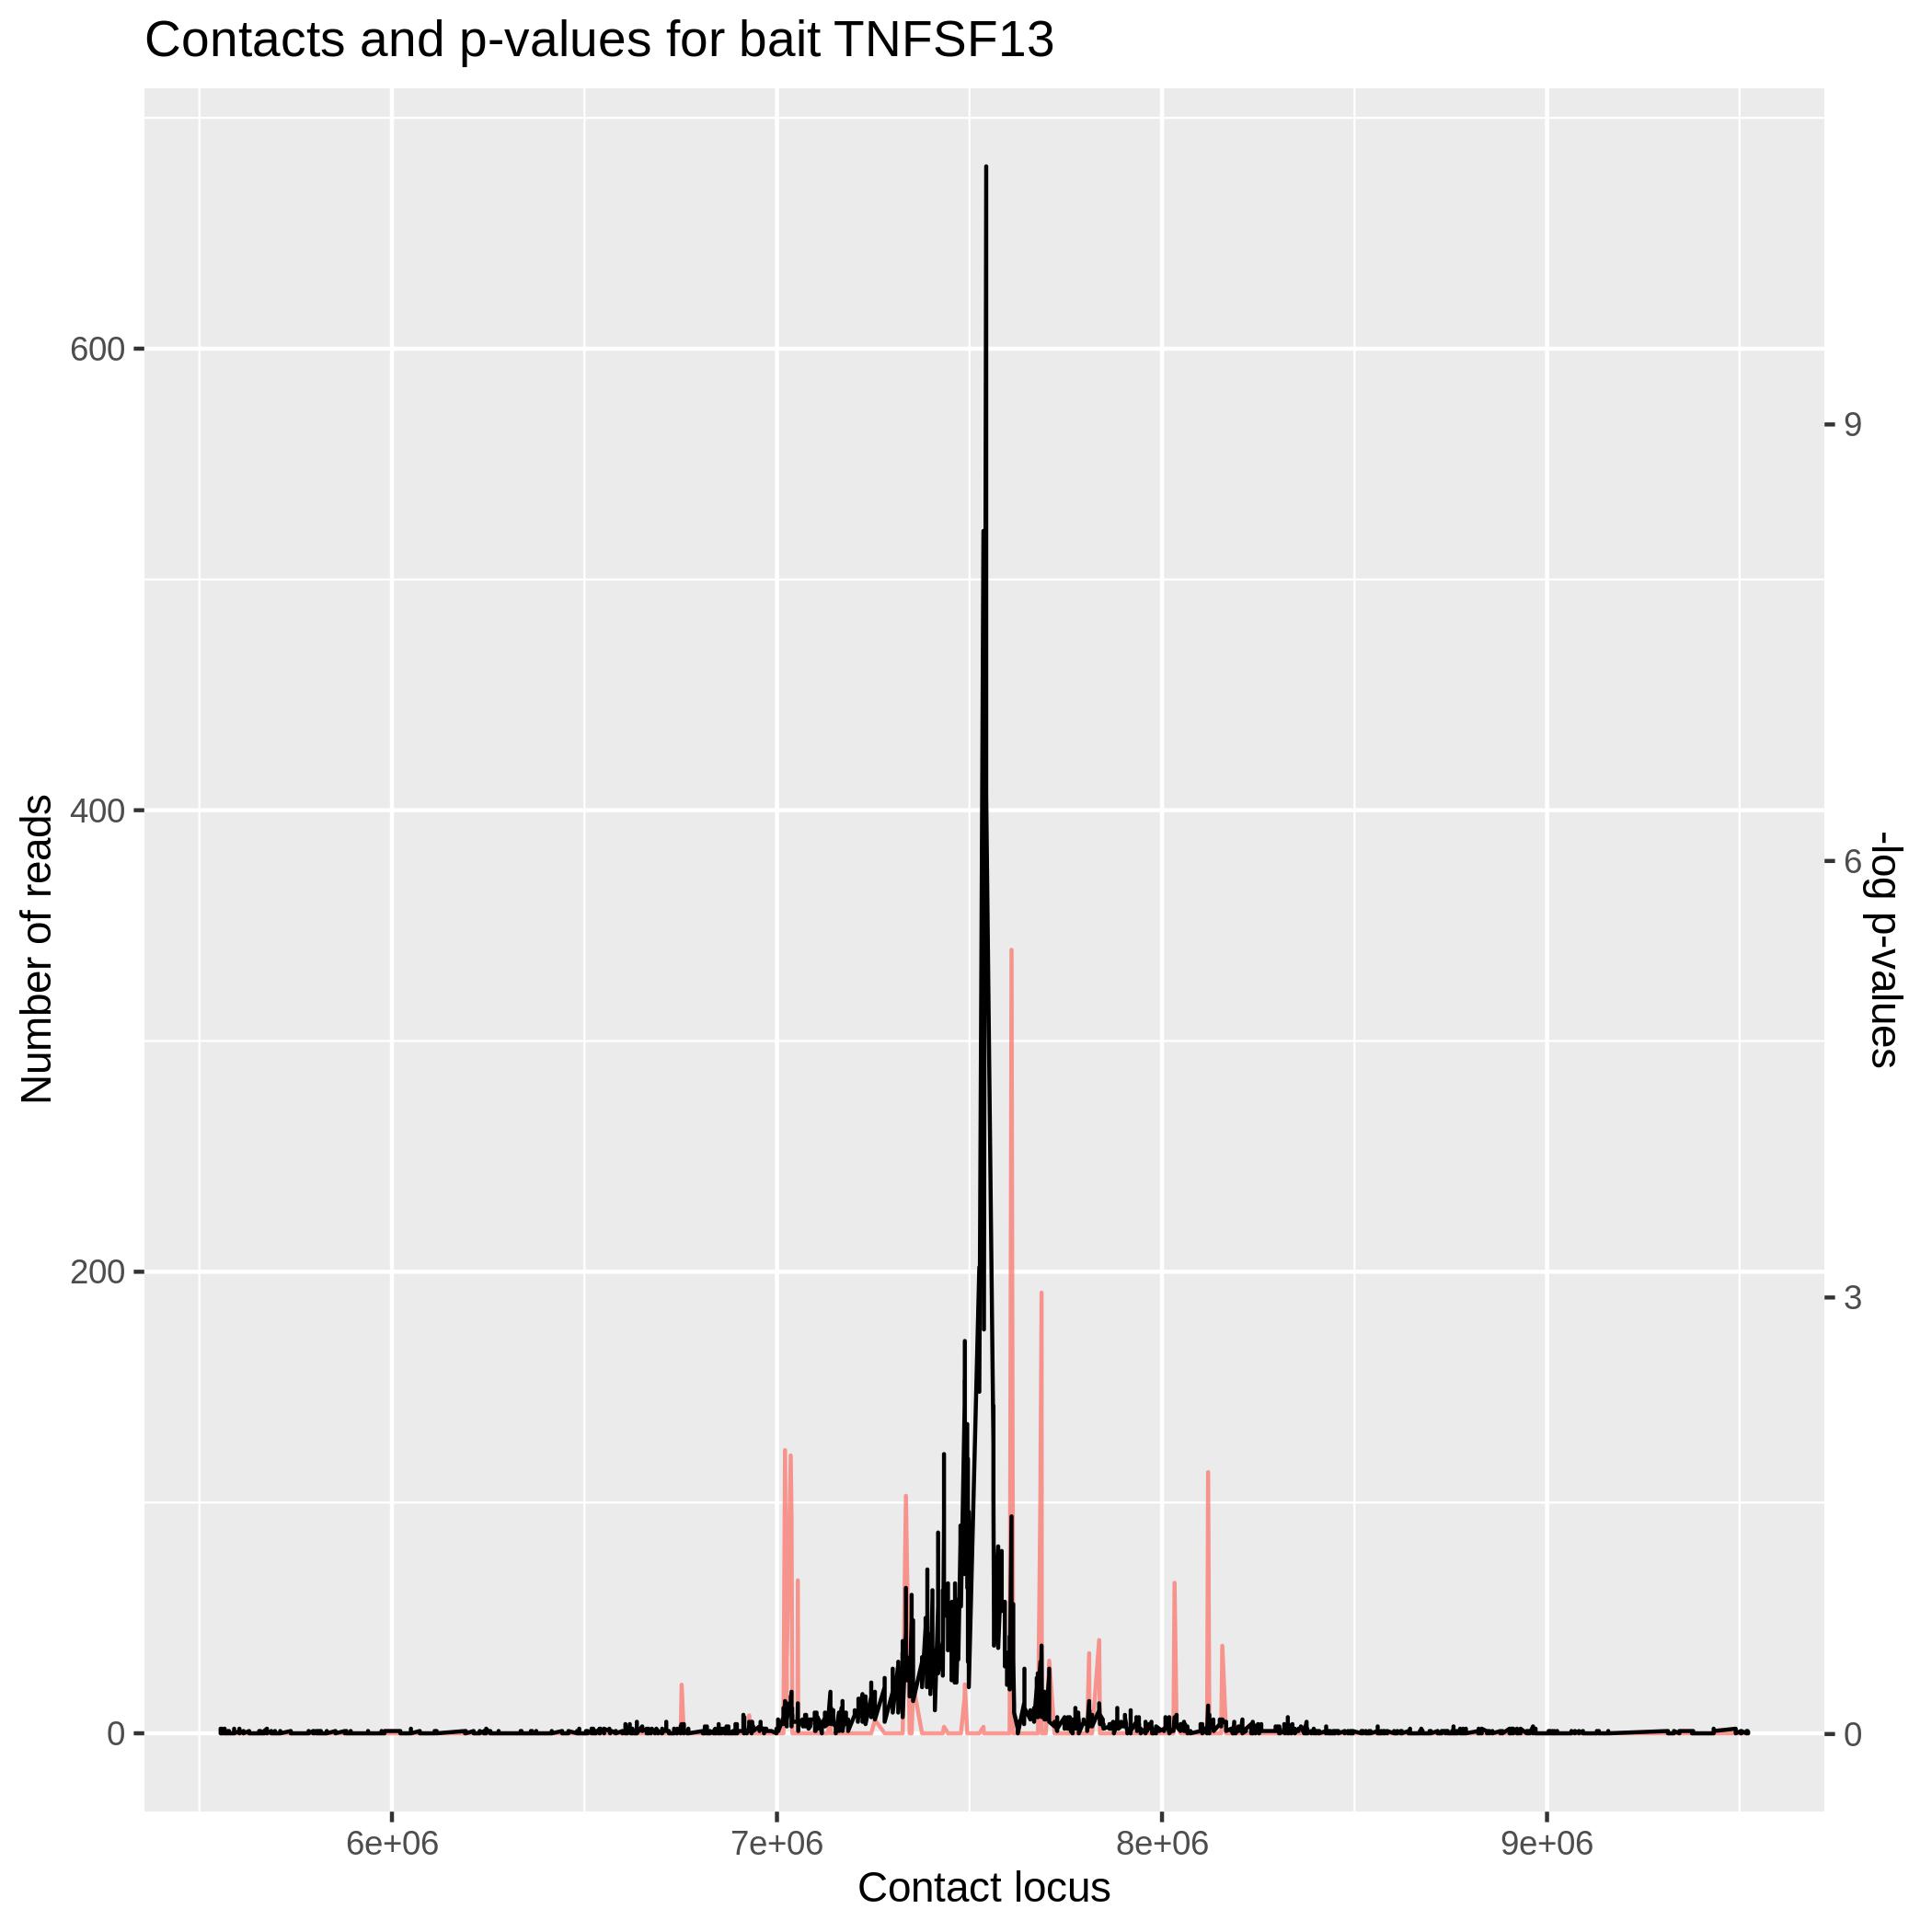 Contacts and p-values for bait TNFSF13
Number of reads
600
400
200
0
9
6
3
0
-log p-values
6e+06 7e+06 8e+06 9e+06
Contact locus